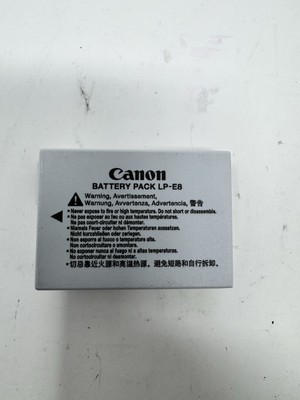 Canon
BATTERY PACK LP-E8
Warning, Avertissement,
Warnung, Avvertenza, Advertencia, 警告
• Never expose to fire or high temperature. Do not short or disassemble.
• Ne pas exposer au feu ou aux hautes températures.
Ne pas court-circuiter ni démonter.
• Niemals Feuer oder hohen Temperaturen aussetzen.
Nicht kurzschließen oder zerlegen.
• Non esporre al fuoco o a temperature elevate.
Non cortocircuitare o smontare.
• No exponer nunca al fuego ni a altas temperaturas.
No cortocircuitar ni desmontar.
• 切忌靠近火源和高温热源。避免短路和自行拆卸.